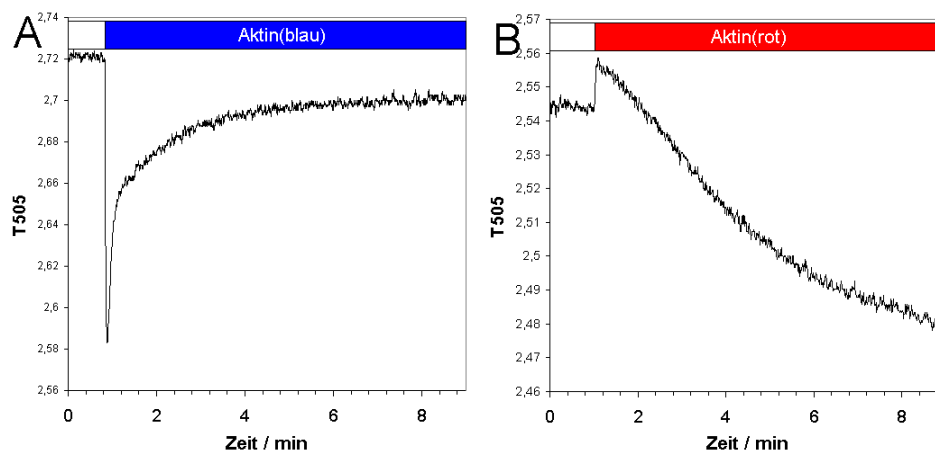 A
Aktin(blau)
2,74
2,72
2,7
2,68
2,66
2,64
2,62
2,6
2,58
2,56
T505
0 2 4 6 8
Zeit / min
B
Aktin(rot)
2,57
2,56
2,55
2,54
2,53
2,52
2,51
2,5
2,49
2,48
2,47
2,46
T505
0 2 4 6 8
Zeit / min